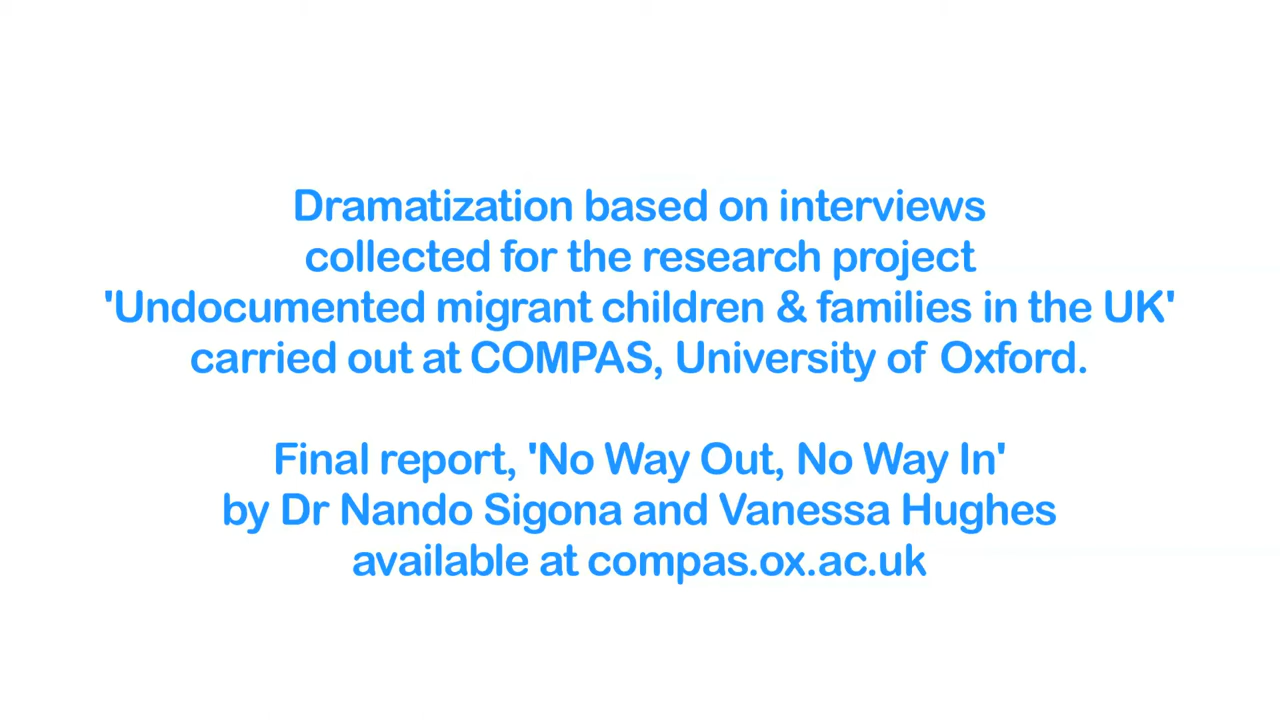 Dramatization based on interviews
collected for the research project
'Undocumented migrant children & families in the UK'
carried out at COMPAS, University of Oxford.
Final report, 'No Way Out, No Way In'
by Dr Nando Sigona and Vanessa Hughes
available at compas.ox.ac.uk